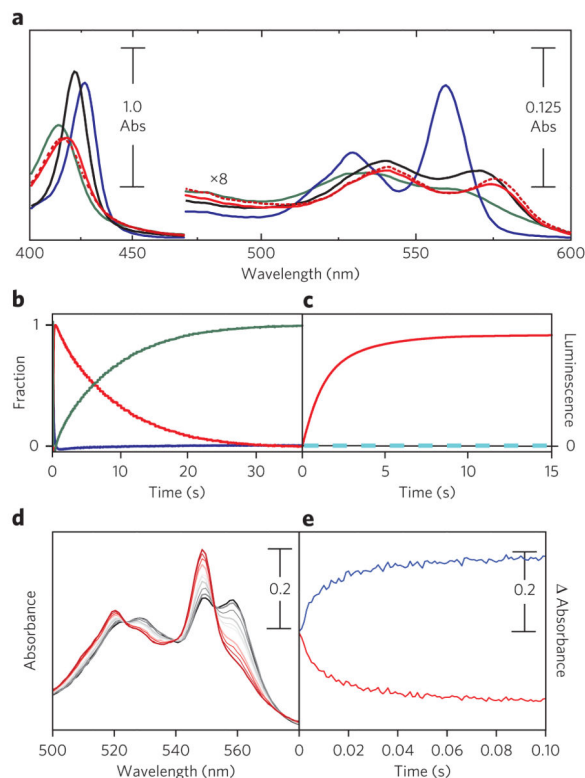 a
1.0
Abs
×8
0.125
Abs
400
450
500
550
600
Wavelength (nm)
b
c
1
Fraction
0
0
10
20
30
0
5
10
15
Time (s)
Time (s)
Luminescence
0
d
e
0.2
0.2
Absorbance
Δ Absorbance
500
520
540
560
0
0.02
0.04
0.06
0.08
0.10
Wavelength (nm)
Time (s)